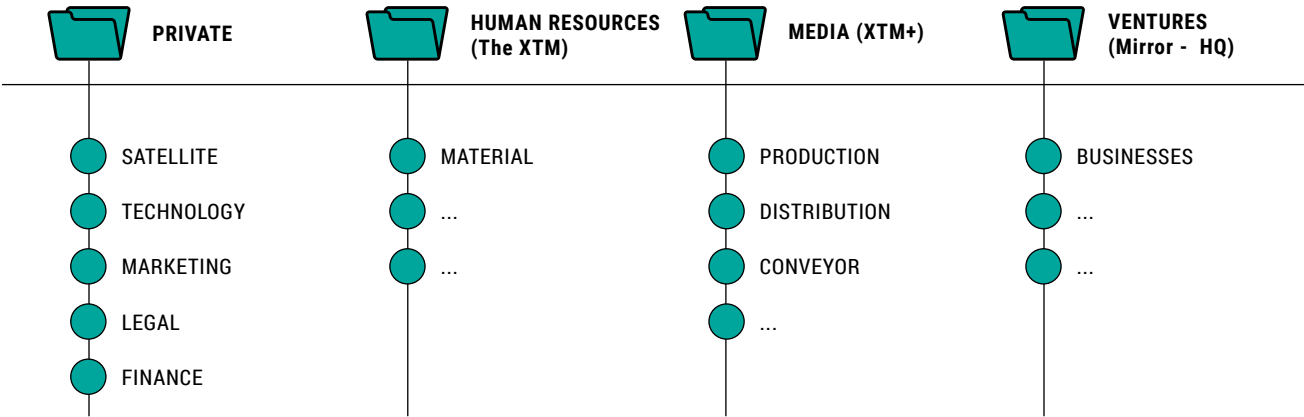 PRIVATE
HUMAN RESOURCES
(The XTM)
MEDIA (XTM+)
VENTURES
(Mirror - HQ)
SATELLITE
TECHNOLOGY
MARKETING
LEGAL
FINANCE
MATERIAL
...
...
PRODUCTION
DISTRIBUTION
CONVEYOR
...
BUSINESSES
...
...